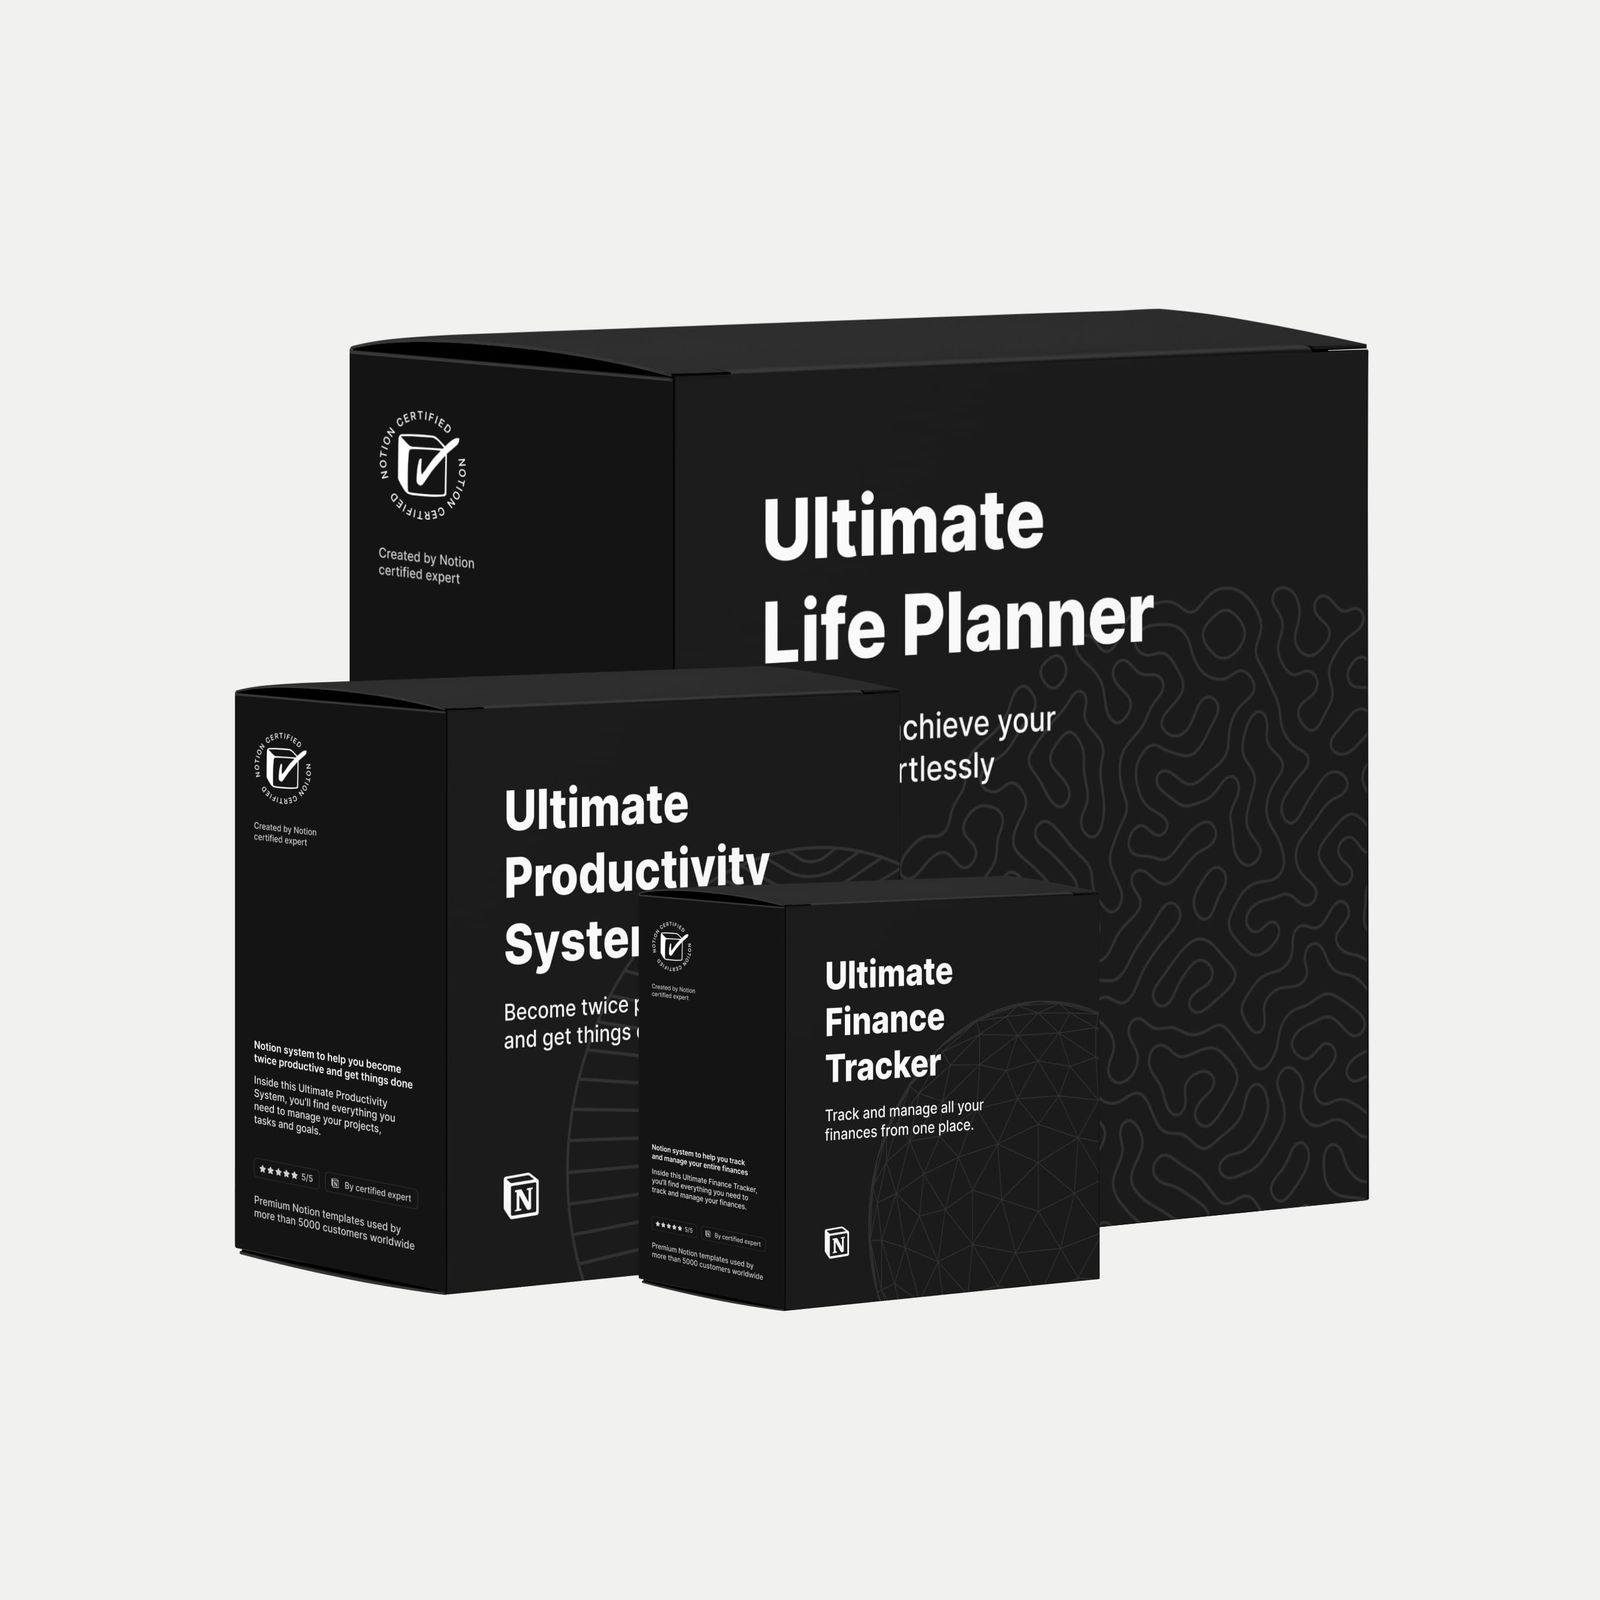 NOTION CERTIFIED NOTION CERTIFIED
Created by Notion
certified expert
Ultimate
Life Planner
chieve your
rtlessly
NOTION CERTIFIED NOTION CERTIFIED
Created by Notion
certified expert
Notion system to help you become
twice productive and get things done
Inside this Ultimate Productivity
System, you'll find everything you
need to manage your projects,
tasks and goals.
5/5
By certified expert
Premium Notion templates used by
more than 5000 customers worldwide
Ultimate
Productivity
System
Become twice
and get things
N
NOTION CERTIFIED NOTION CERTIFIED
Created by Notion
certified expert
Notion system to help you track
and manage your entire finances
Inside this Ultimate Finance Tracker,
you'll find everything you need to
track and manage your finances.
5/5
By certified expert
Premium Notion templates used by
more than 5000 customers worldwide
Ultimate
Finance
Tracker
Track and manage all your
finances from one place.
N